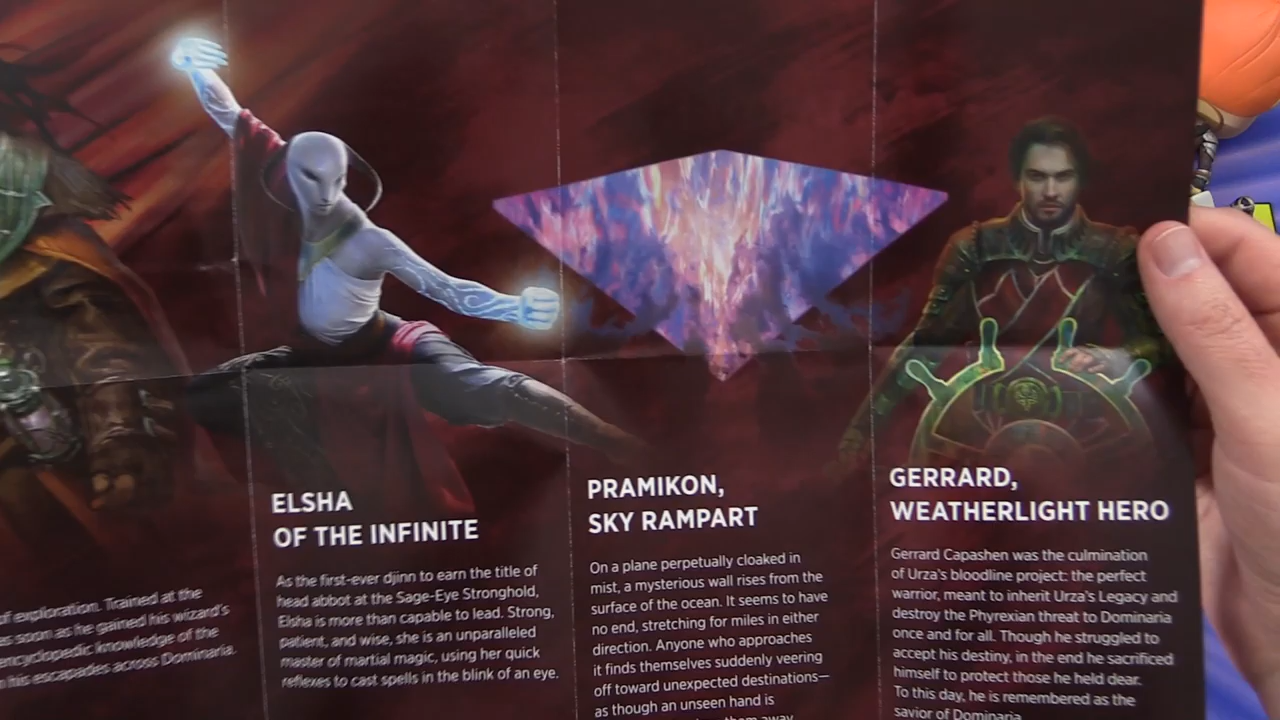 of exploration. Trained at the
as soon as he gained his wizard's
encyclopedic knowledge of the
his escapades across Dominaria.
ELSHA
OF THE INFINITE
As the first-ever djinn to earn the title of
head abbot at the Sage-Eye Stronghold,
Elsha is more than capable to lead. Strong,
patient, and wise, she is an unparalleled
master of martial magic, using her quick
reflexes to cast spells in the blink of an eye.
PRAMIKON,
SKY RAMPART
On a plane perpetually cloaked in
mist, a mysterious wall rises from the
surface of the ocean. It seems to have
no end, stretching for miles in either
direction. Anyone who approaches
it finds themselves suddenly veering
off toward unexpected destinations—
as though an unseen hand is
them away
GERRARD,
WEATHERLIGHT HERO
Gerrard Capashen was the culmination
of Urza's bloodline project: the perfect
warrior, meant to inherit Urza's Legacy and
destroy the Phyrexian threat to Dominaria
once and for all. Though he struggled to
accept his destiny, in the end he sacrificed
himself to protect those he held dear.
To this day, he is remembered as the
savior of Dominaria.